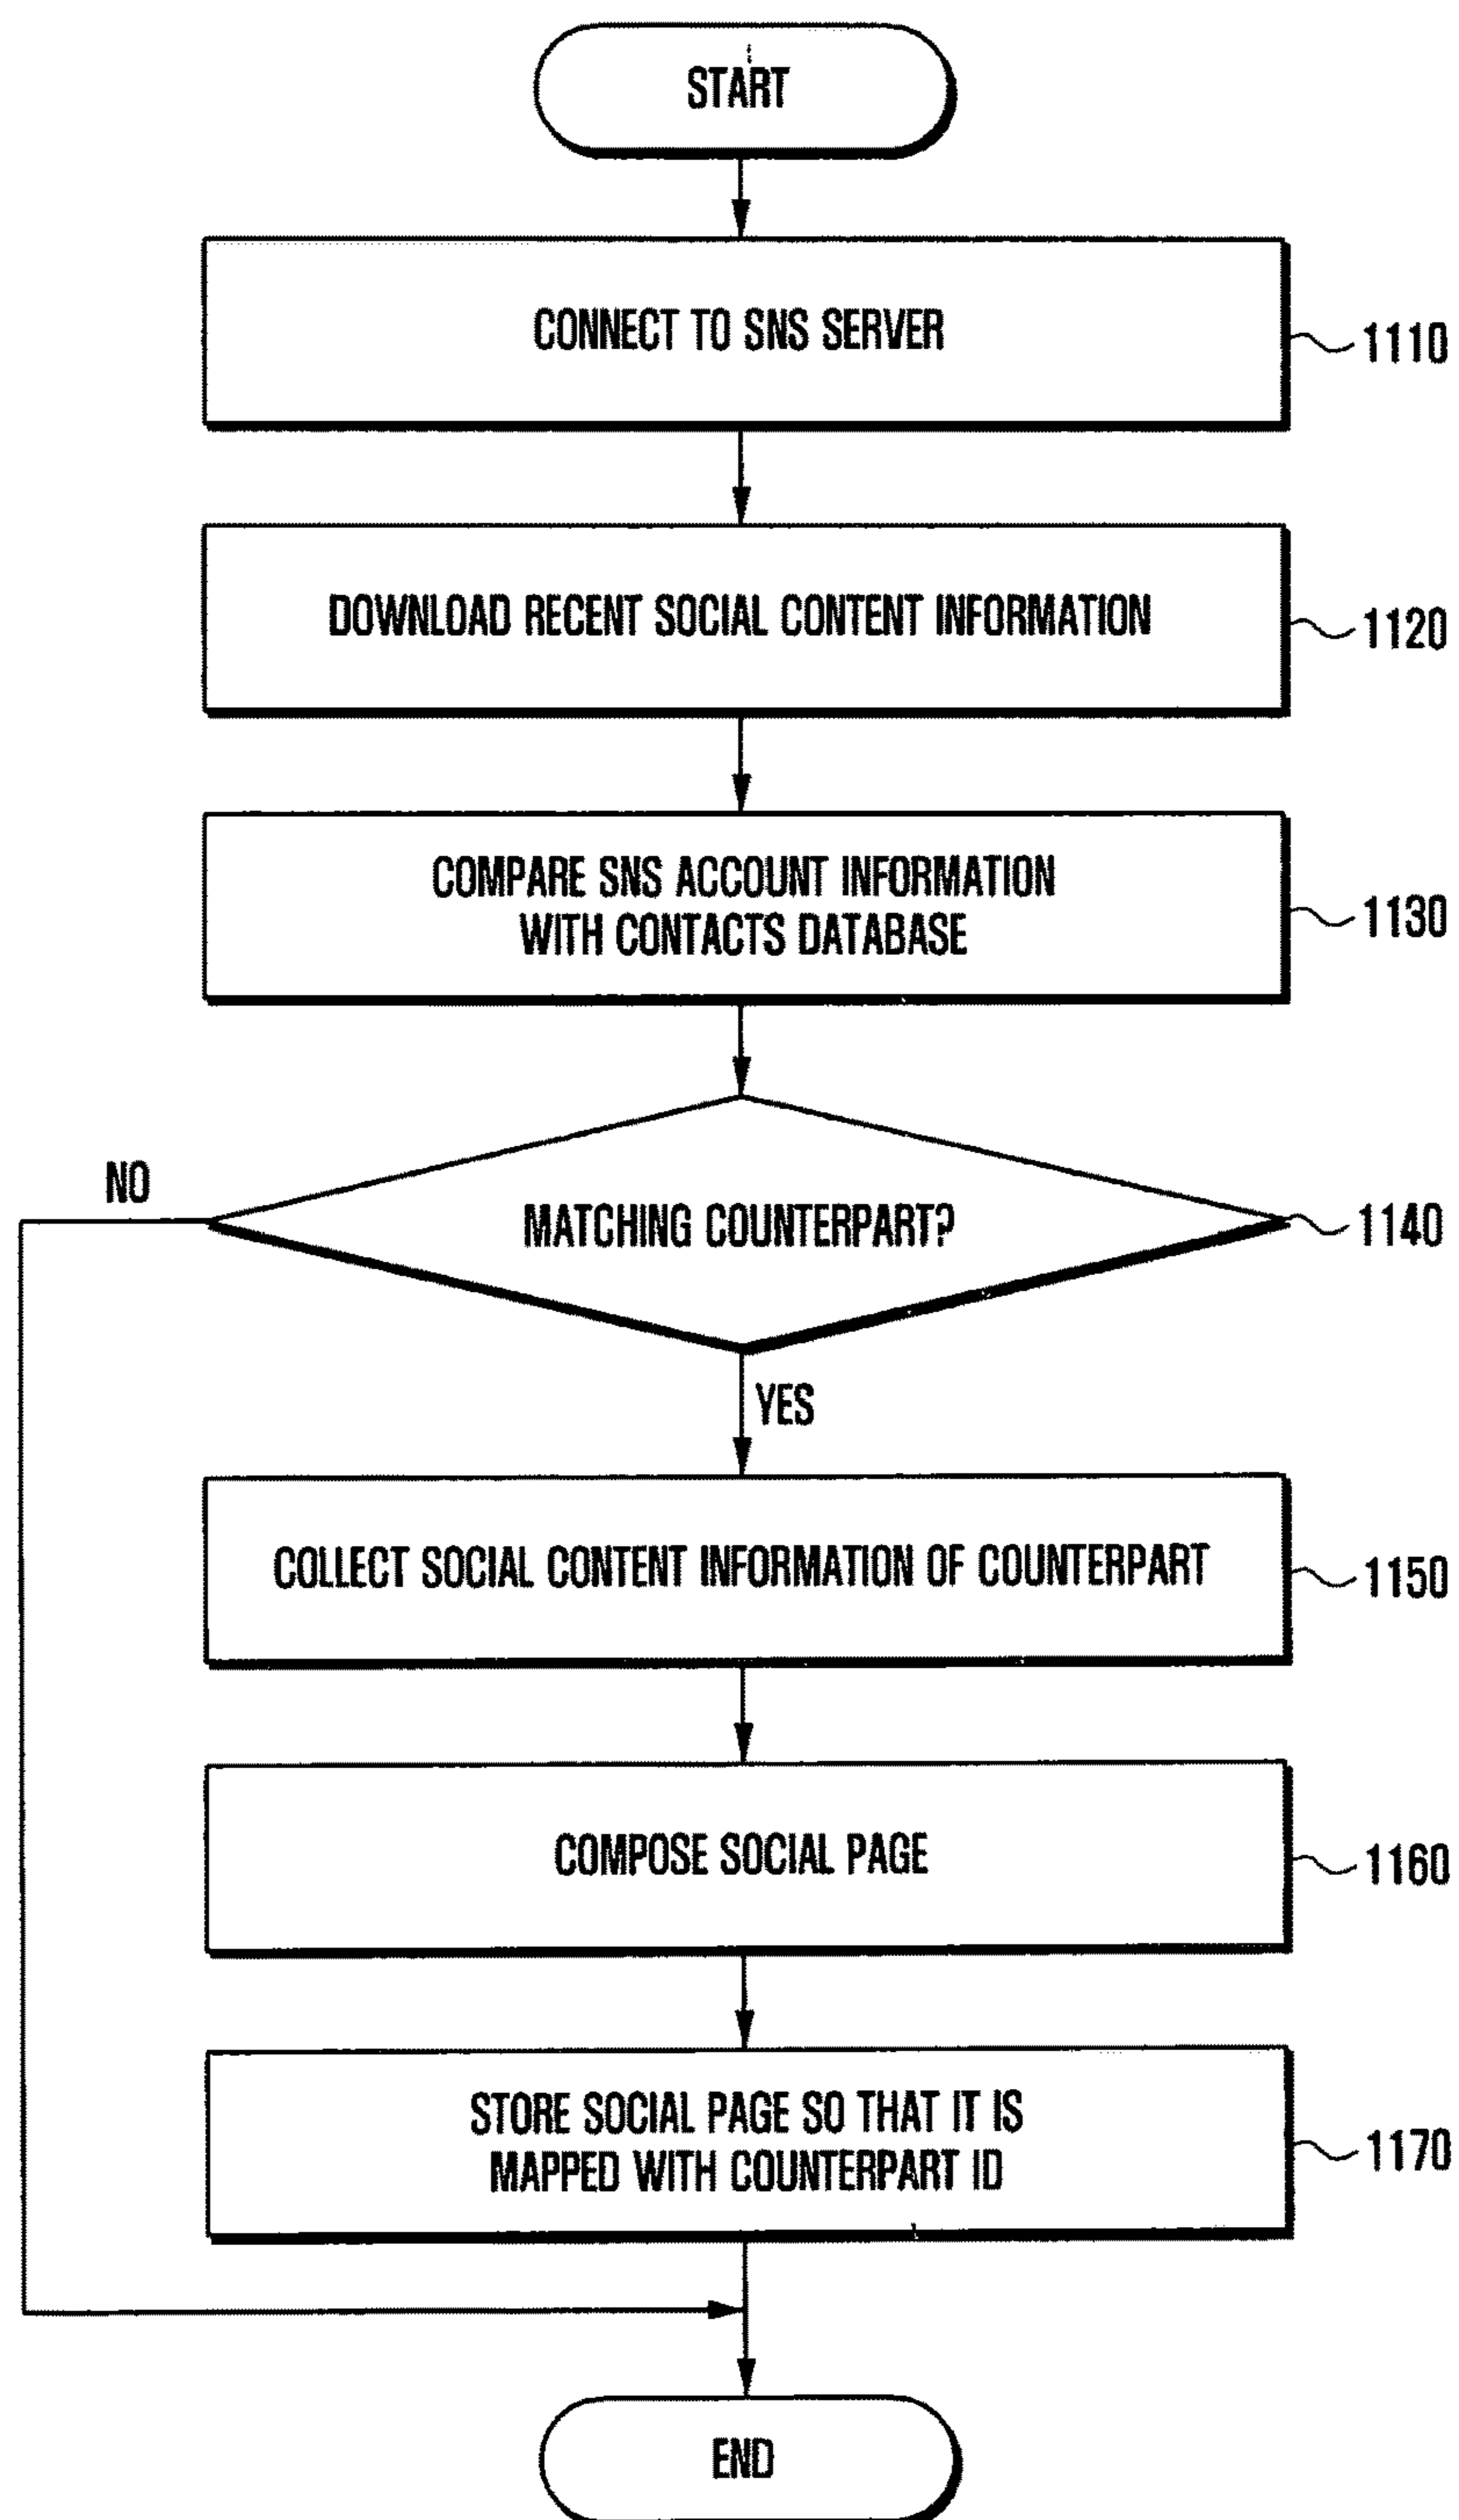 START
CONNECT TO SNS SERVER
1110
DOWNLOAD RECENT SOCIAL CONTENT INFORMATION
1120
COMPARE SNS ACCOUNT INFORMATION
WITH CONTACTS DATABASE
1130
NO
MATCHING COUNTERPART?
1140
YES
COLLECT SOCIAL CONTENT INFORMATION OF COUNTERPART
1150
COMPOSE SOCIAL PAGE
1160
STORE SOCIAL PAGE SO THAT IT IS
MAPPED WITH COUNTERPART ID
1170
END